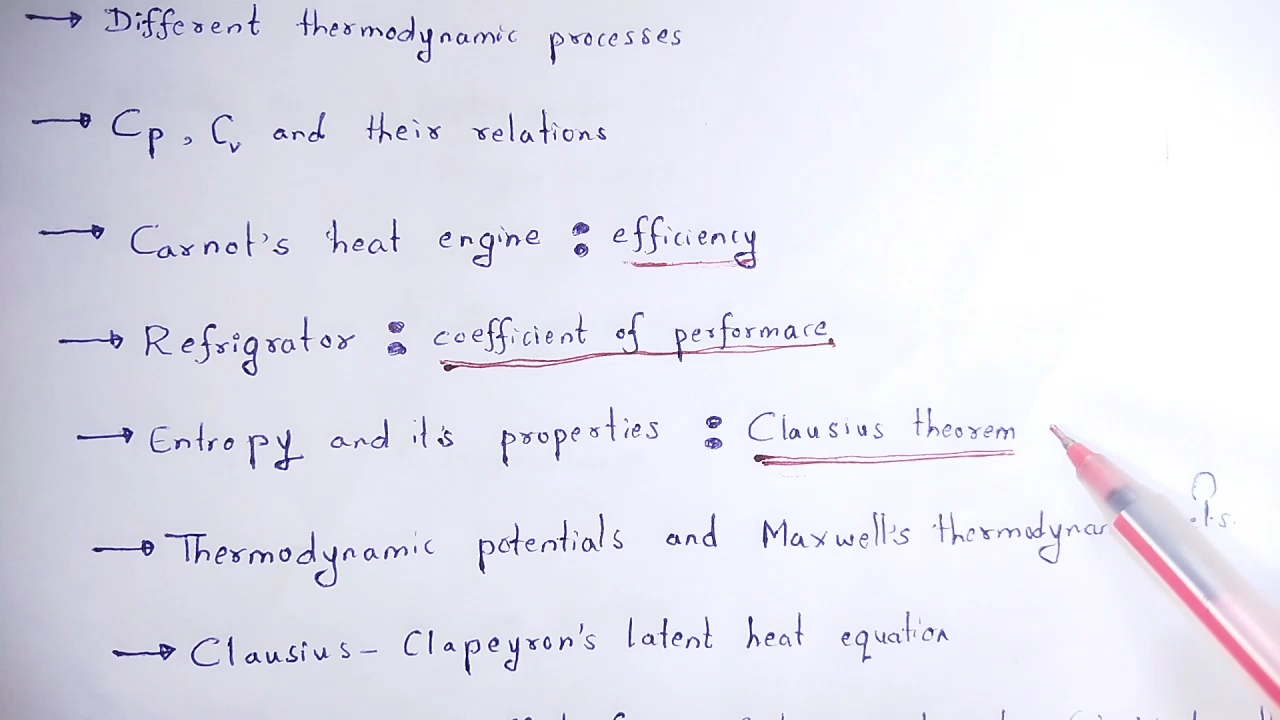 → Different thermodynamic processes
→ Cp, Cv and their relations
→ Carnot's heat engine : efficiency
→ Refrigrator : coefficient of performace
→ Entropy and it's properties : Clausius theorem
→ Thermodynamic potentials and Maxwell's
→ Clausius - Clapeyron's latent heat equation